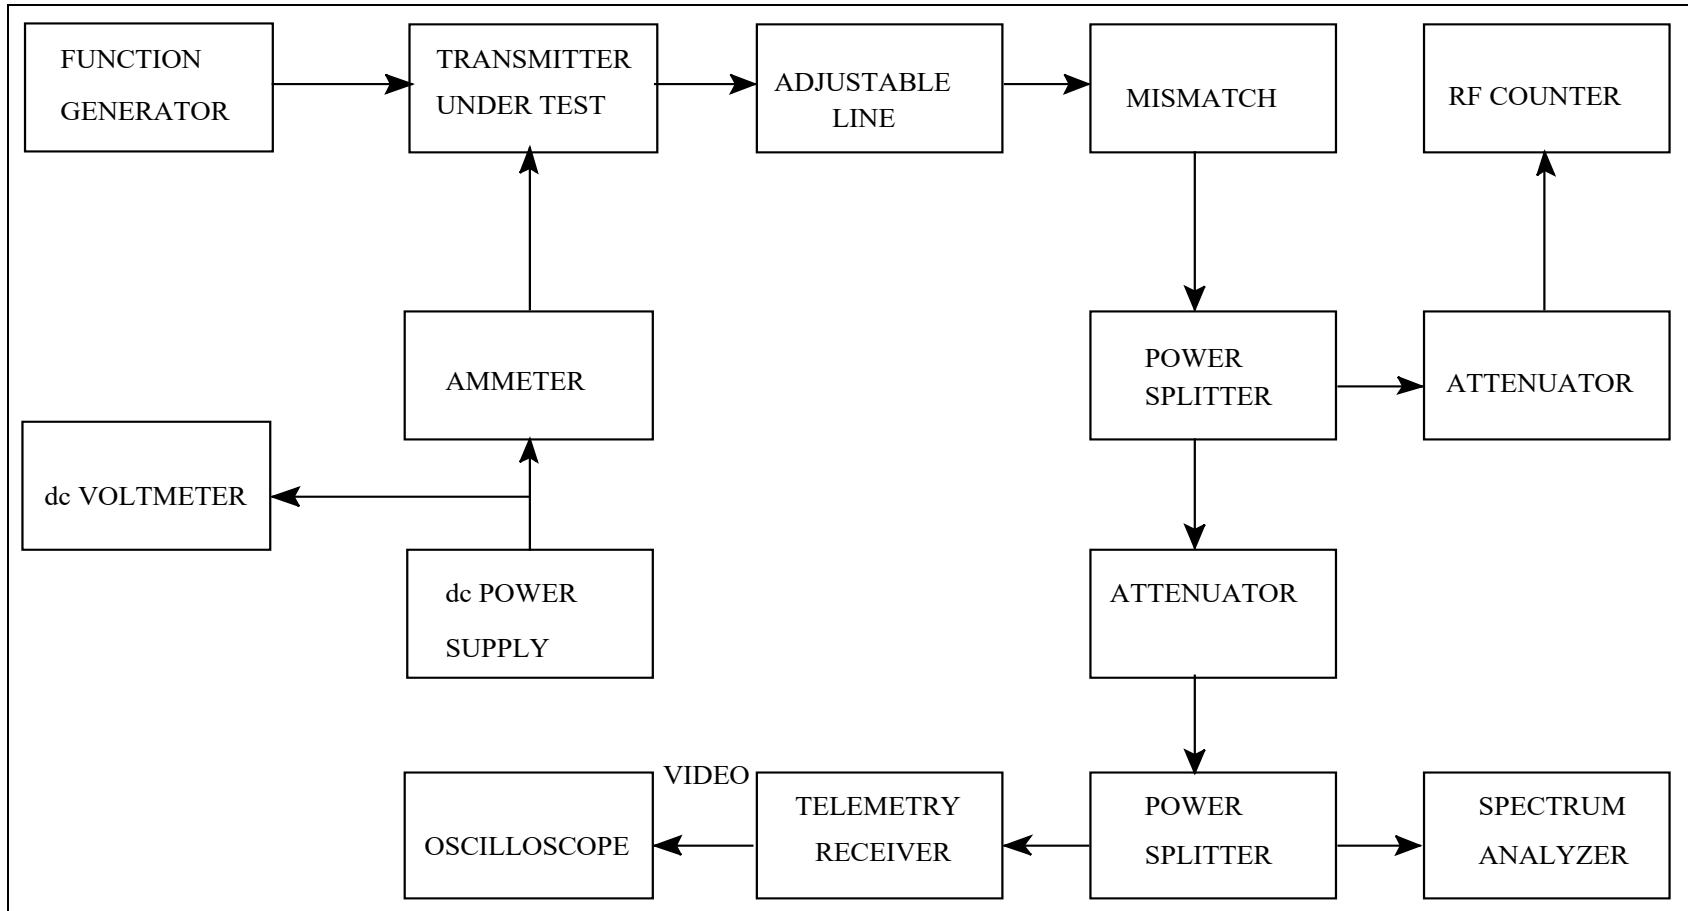 FUNCTION
GENERATOR
TRANSMITTER
UNDER TEST
ADJUSTABLE
LINE
MISMATCH
RF COUNTER
AMMETER
POWER
SPLITTER
ATTENUATOR
dc VOLTMETER
dc POWER
SUPPLY
ATTENUATOR
OSCILLOSCOPE
VIDEO
TELEMETRY
RECEIVER
POWER
SPLITTER
SPECTRUM
ANALYZER